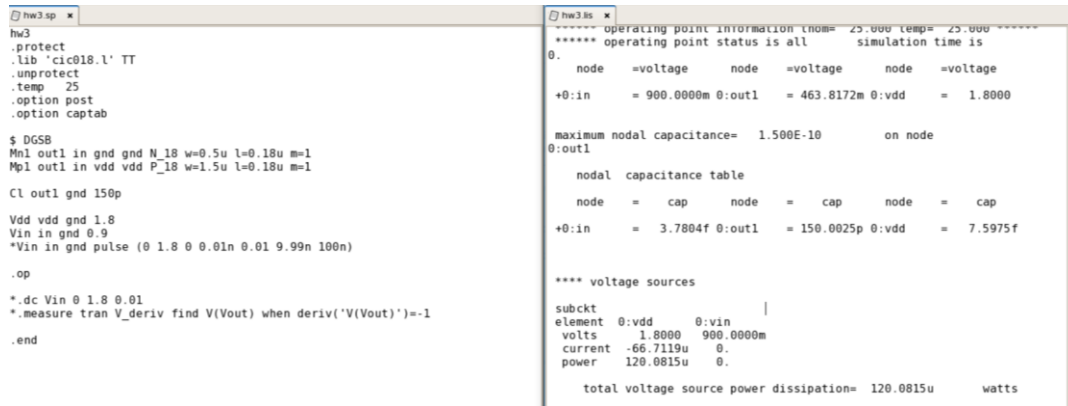 hw3.sp ×
hw3
.protect
.lib 'cic018.l' TT
.unprotect
.temp   25
.option post
.option captab
$ DGSB
Mn1 out1 in gnd gnd N_18 w=0.5u l=0.18u m=1
Mp1 out1 in vdd vdd P_18 w=1.5u l=0.18u m=1
Cl out1 gnd 150p
Vdd vdd gnd 1.8
Vin in gnd 0.9
*Vin in gnd pulse (0 1.8 0 0.01n 0.01 9.99n 100n)
.op
*.dc Vin 0 1.8 0.01
*.measure tran V_deriv find V(Vout) when deriv('V(Vout)')=-1
.end
hw3.lis ×
****** operating point information tnom=  25.000 temp=  25.000 ******
****** operating point status is all       simulation time is
0.
node    =voltage      node    =voltage      node    =voltage
+0:in      = 900.0000m 0:out1    = 463.8172m 0:vdd     =   1.8000
maximum nodal capacitance=   1.500E-10        on node
0:out1
nodal  capacitance table
node    =    cap      node    =    cap      node    =    cap
+0:in      =   3.7804f 0:out1    = 150.0025p 0:vdd     =   7.5975f
**** voltage sources
subckt
element  0:vdd      0:vin
volts      1.8000   900.0000m
current  -66.7119u    0.
power    120.0815u    0.
total voltage source power dissipation=  120.0815u       watts